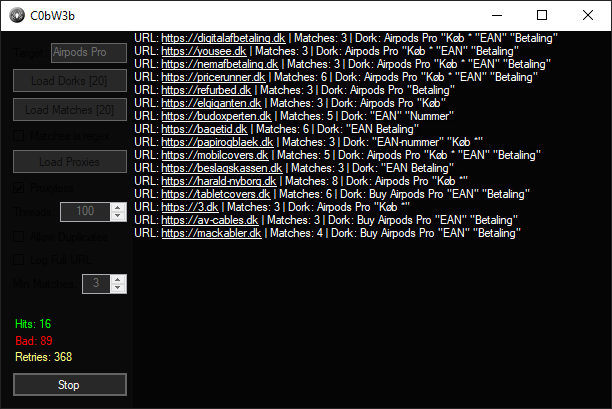 C0bW3b
Target: Airpods Pro
Load Dorks [20]
Load Matches [20]
Load Proxies
Proxyless
Threads: 100
Allow Duplicates
Log Full URL
Min Matches: 3
Hits: 16
Bad: 89
Retries: 368
Stop
URL: https://digitalafbetaling.dk | Matches: 3 | Dork: Airpods Pro "Køb * "EAN" "Betaling"
URL: https://yousee.dk | Matches: 3 | Dork: Airpods Pro "Køb * "EAN" "Betaling"
URL: https://nemafbetaling.dk | Matches: 3 | Dork: Airpods Pro "Køb * "EAN" "Betaling"
URL: https://pricerunner.dk | Matches: 6 | Dork: Airpods Pro "Køb * "EAN" "Betaling"
URL: https://refurbed.dk | Matches: 3 | Dork: Airpods Pro "Betaling"
URL: https://elgiganten.dk | Matches: 3 | Dork: Airpods Pro "Køb"
URL: https://budoxperten.dk | Matches: 5 | Dork: "EAN" "Nummer"
URL: https://bagetid.dk | Matches: 6 | Dork: "EAN Betaling"
URL: https://papirogblaek.dk | Matches: 3 | Dork: "EAN-nummer" "Køb *"
URL: https://mobilcovers.dk | Matches: 5 | Dork: Airpods Pro "Køb * "EAN" "Betaling"
URL: https://beslagskassen.dk | Matches: 3 | Dork: "EAN Betaling"
URL: https://harald-nyborg.dk | Matches: 8 | Dork: Airpods Pro "Køb *"
URL: https://tabletcovers.dk | Matches: 6 | Dork: Buy Airpods Pro "EAN" "Betaling"
URL: https://3.dk | Matches: 3 | Dork: Airpods Pro "Køb *"
URL: https://av-cables.dk | Matches: 3 | Dork: Buy Airpods Pro "EAN" "Betaling"
URL: https://mackabler.dk | Matches: 4 | Dork: Buy Airpods Pro "EAN" "Betaling"